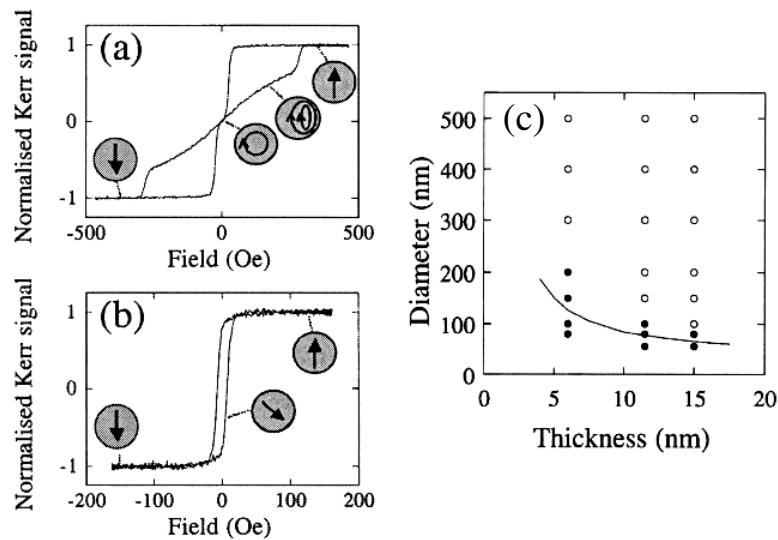 (a)
Normalised Kerr signal
1
0
-1
-500
0
500
Field (Oe)
(b)
Normalised Kerr signal
1
0
-1
-200
-100
0
100
200
Field (Oe)
(c)
Diameter (nm)
500
400
300
200
100
0
0
5
10
15
20
Thickness (nm)